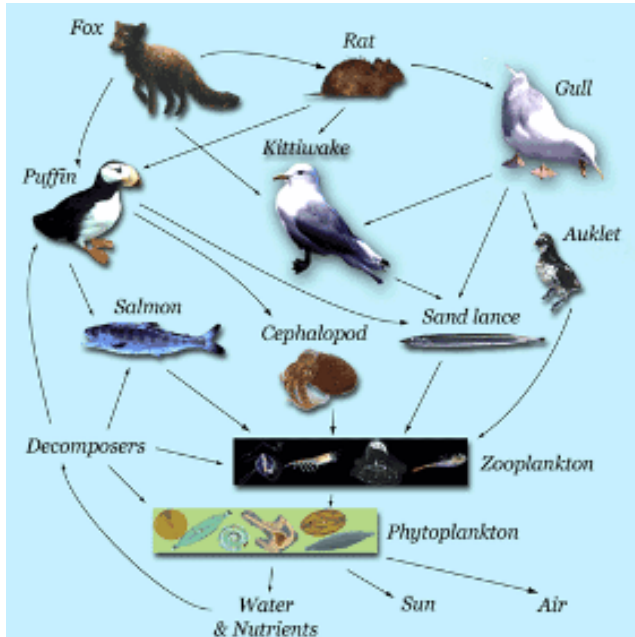 Fox
Rat
Gull
Kittiwake
Puffin
Auklet
Salmon
Sand lance
Cephalopod
Decomposers
Zooplankton
Phytoplankton
Water
& Nutrients
Sun
Air